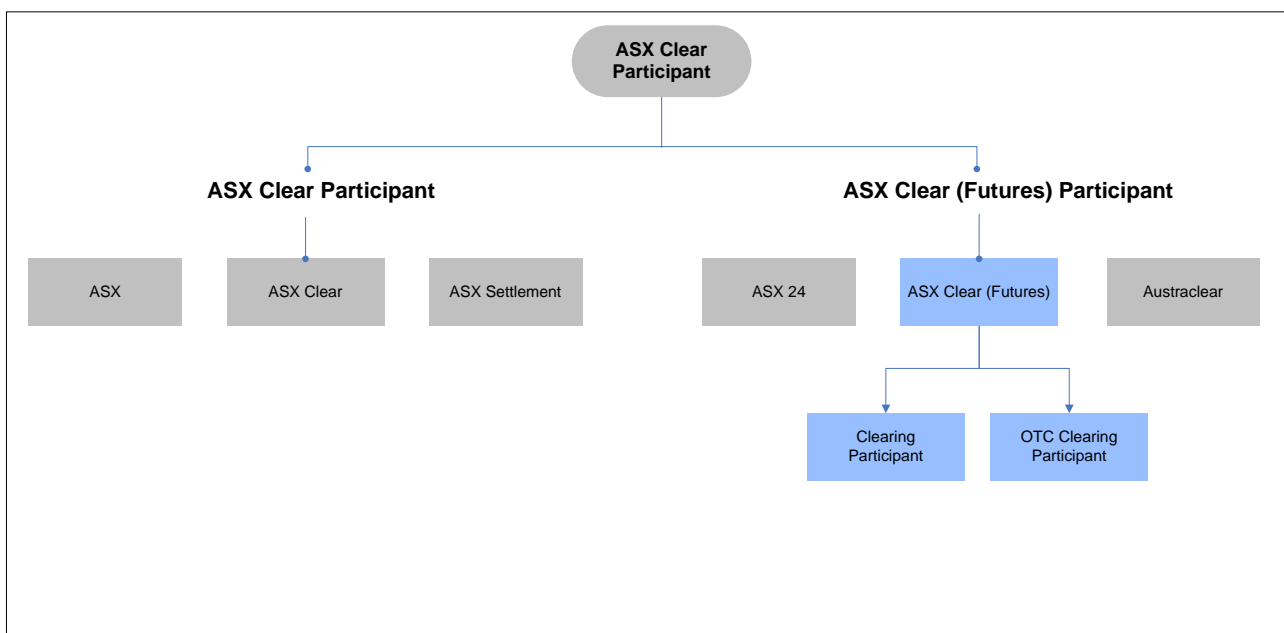 ASX Clear
Participant
ASX Clear Participant
ASX Clear (Futures) Participant
ASX
ASX Clear
ASX Settlement
ASX 24
ASX Clear (Futures)
Austraclear
Clearing
Participant
OTC Clearing
Participant